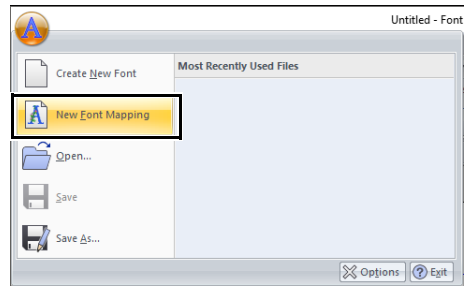 Untitled - Font
Create New Font
Most Recently Used Files
New Font Mapping
Open...
Save
Save As...
Options
Exit